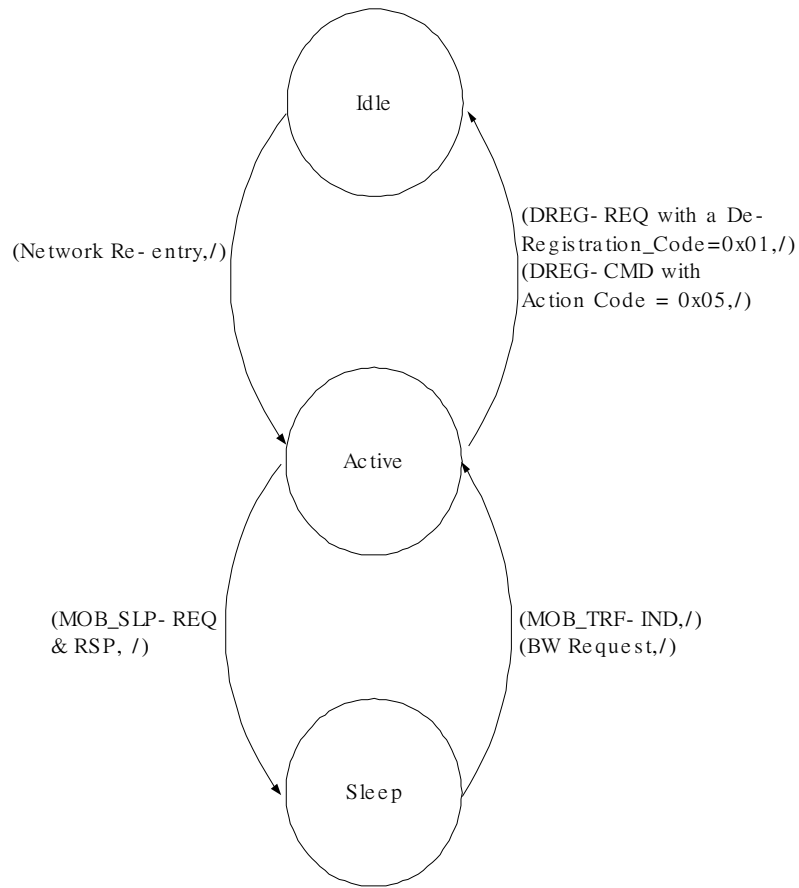 Idle
(Network Re-entry,/)
(DREG-REQ with a De-
Registration_Code=0x01,/)
(DREG-CMD with
Action Code = 0x05,/)
Active
(MOB_SLP-REQ
& RSP, /)
(MOB_TRF-IND,/)
(BW Request,/)
Sleep